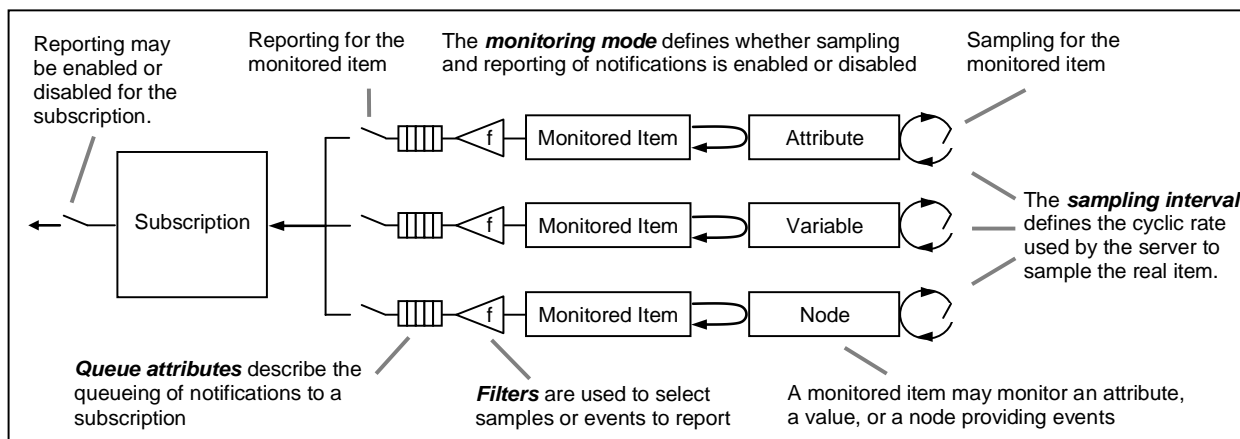 Reporting may
be enabled or
disabled for the
subscription.
Reporting for the
monitored item
The monitoring mode defines whether sampling
and reporting of notifications is enabled or disabled
Sampling for the
monitored item
f
Monitored Item
Attribute
Subscription
f
Monitored Item
Variable
The sampling interval
defines the cyclic rate
used by the server to
sample the real item.
f
Monitored Item
Node
Queue attributes describe the
queueing of notifications to a
subscription
Filters are used to select
samples or events to report
A monitored item may monitor an attribute,
a value, or a node providing events